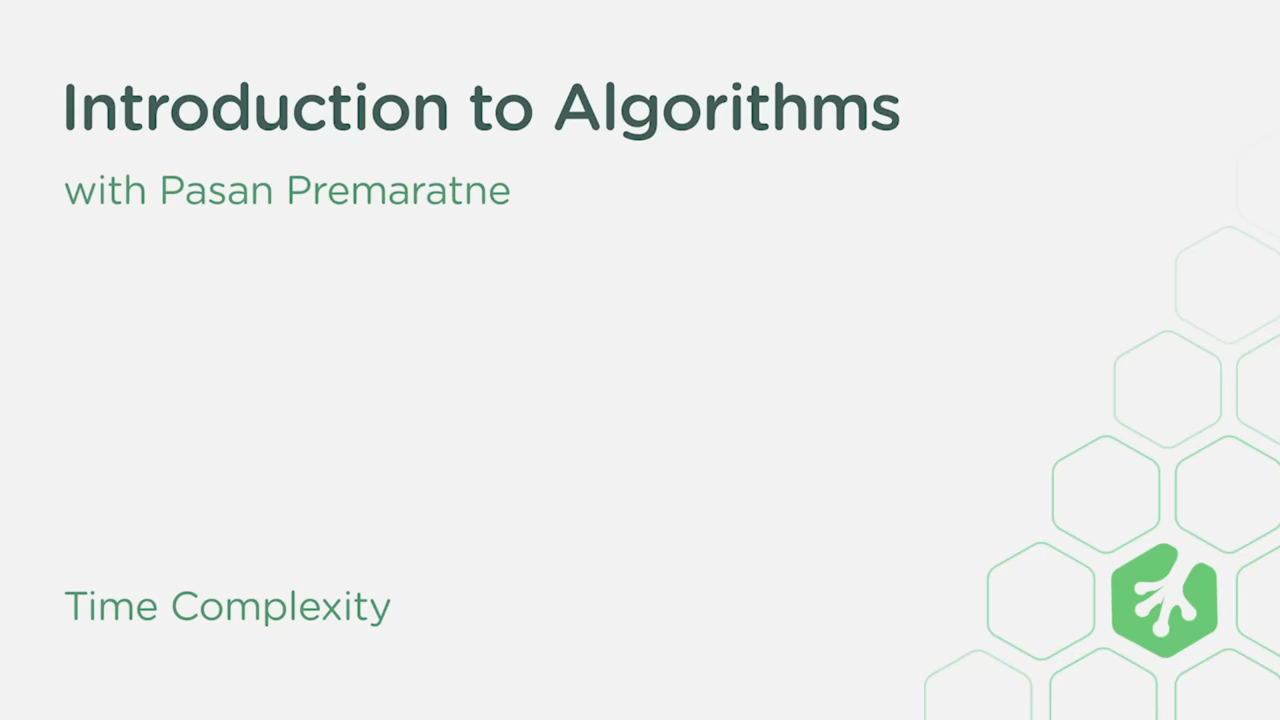 Introduction to Algorithms
with Pasan Premaratne
Time Complexity